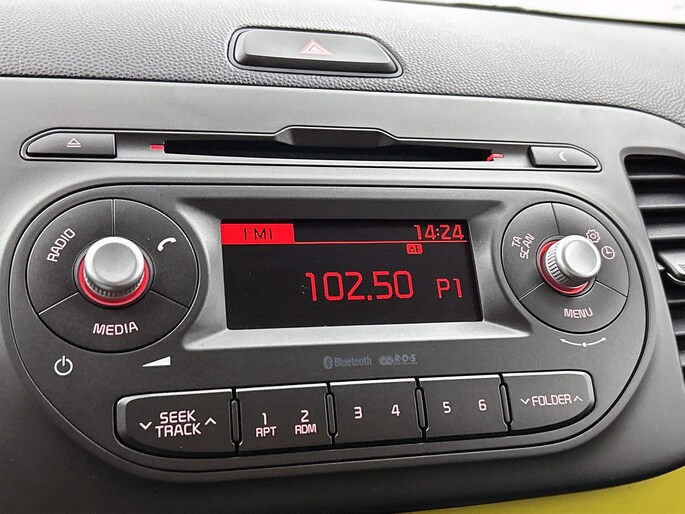 RADIO
MEDIA
FM1 14:24
AF
102.50 P1
TA
SCAN
MENU
Bluetooth R·D·S
SEEK
TRACK
1 2
RPT RDM
3 4
5 6
FOLDER